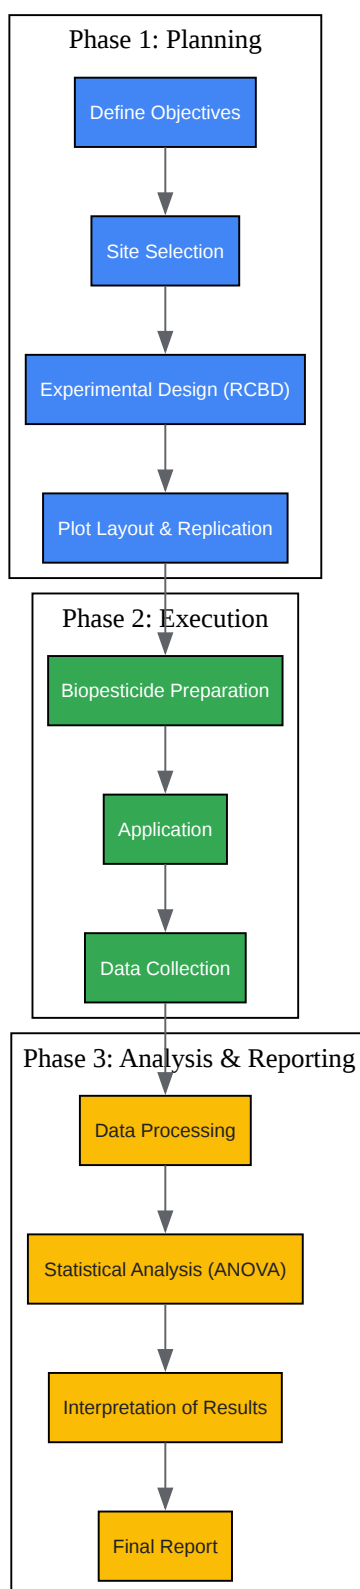 Phase 1: Planning
Define Objectives
Site Selection
Experimental Design (RCBD)
Plot Layout & Replication
Phase 2: Execution
Biopesticide Preparation
Application
Data Collection
Phase 3: Analysis & Reporting
Data Processing
Statistical Analysis (ANOVA)
Interpretation of Results
Final Report